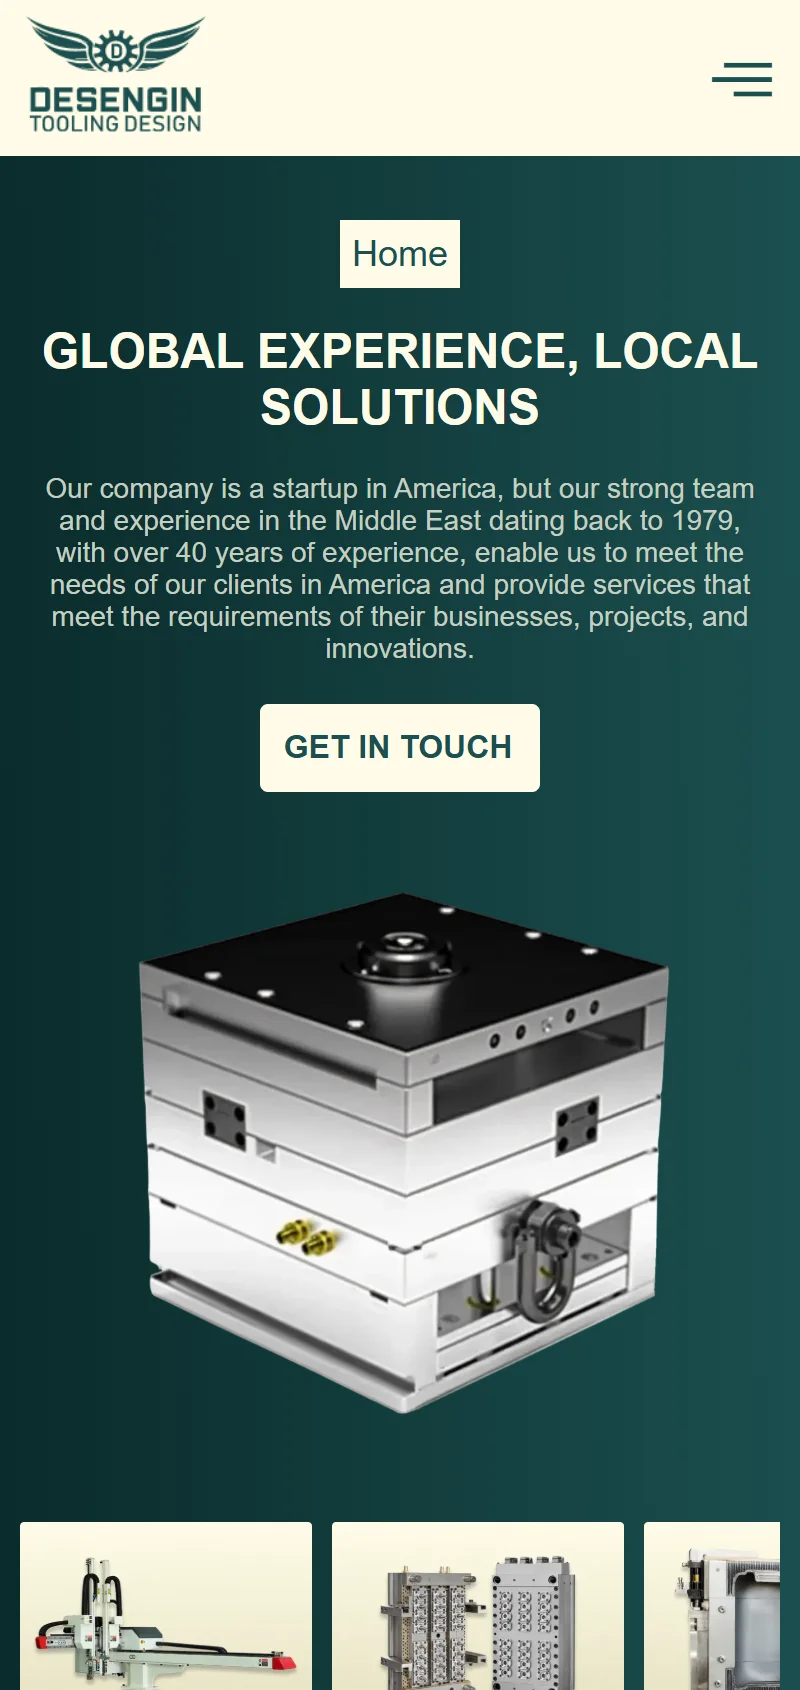 D
DESENGIN
TOOLING DESIGN
Home
GLOBAL EXPERIENCE, LOCAL
SOLUTIONS
Our company is a startup in America, but our strong team
and experience in the Middle East dating back to 1979,
with over 40 years of experience, enable us to meet the
needs of our clients in America and provide services that
meet the requirements of their businesses, projects, and
innovations.
GET IN TOUCH